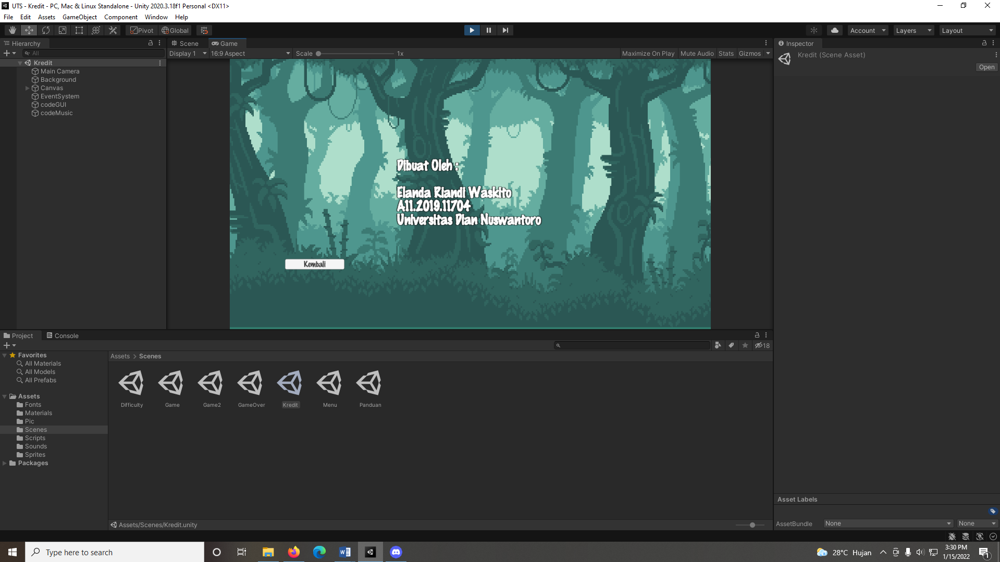 UTS - Kredit - PC, Mac & Linux Standalone - Unity 2020.3.18f1 Personal <DX11>
File Edit Assets GameObject Component Window Help
Pivot Global Account Layers Layout
Hierarchy
All
Kredit
Main Camera
Background
Canvas
EventSystem
codeGUI
codeMusic
Scene Game
Display 1 16:9 Aspect Scale 1x Maximize On Play Mute Audio Stats Gizmos
Dibuat Oleh :
Elanda Riandi Waskito
A11.2019.11704
Universitas Dian Nuswantoro
Kembali
Inspector
Kredit (Scene Asset)
Open
Project Console
18
Favorites
All Materials
All Models
All Prefabs
Assets
Fonts
Materials
Pic
Scenes
Scripts
Sounds
Sprites
Packages
Assets > Scenes
Difficulty Game Game2 GameOver Kredit Menu Panduan
Assets/Scenes/Kredit.unity
Asset Labels
AssetBundle None None
Type here to search
28°C Hujan
3:30 PM
1/15/2022
1